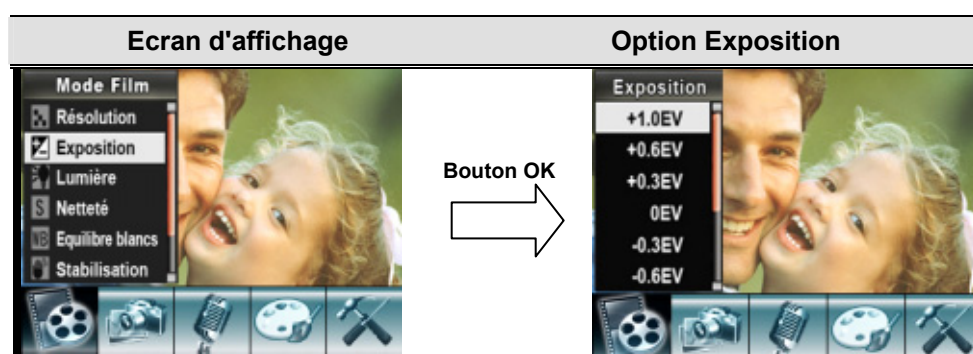 Ecran d'affichage
Option Exposition
Mode Film
Résolution
Exposition
Lumière
Netteté
Equilibre blancs
Stabilisation
Bouton OK
Exposition
+1.0EV
+0.6EV
+0.3EV
0EV
-0.3EV
-0.6EV